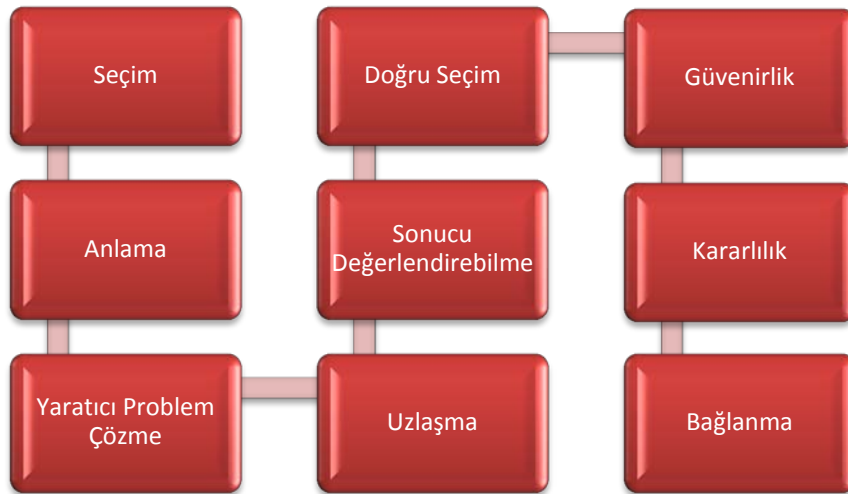 Seçim
Anlama
Yaratıcı Problem
Çözme
Uzlaşma
Sonucu
Değerlendirebilme
Doğru Seçim
Güvenirlik
Kararlılık
Bağlanma